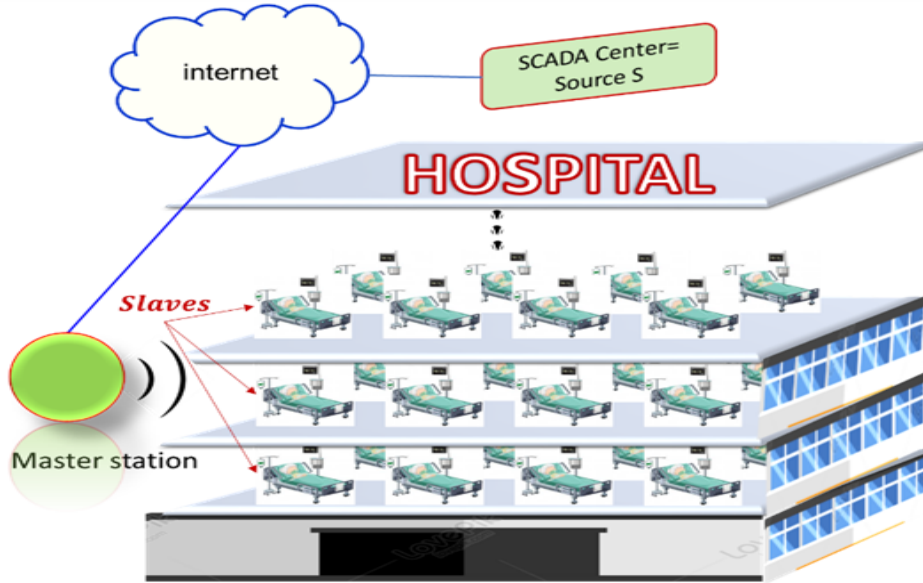 internet
SCADA Center=
Source S
HOSPITAL
Slaves
Master station